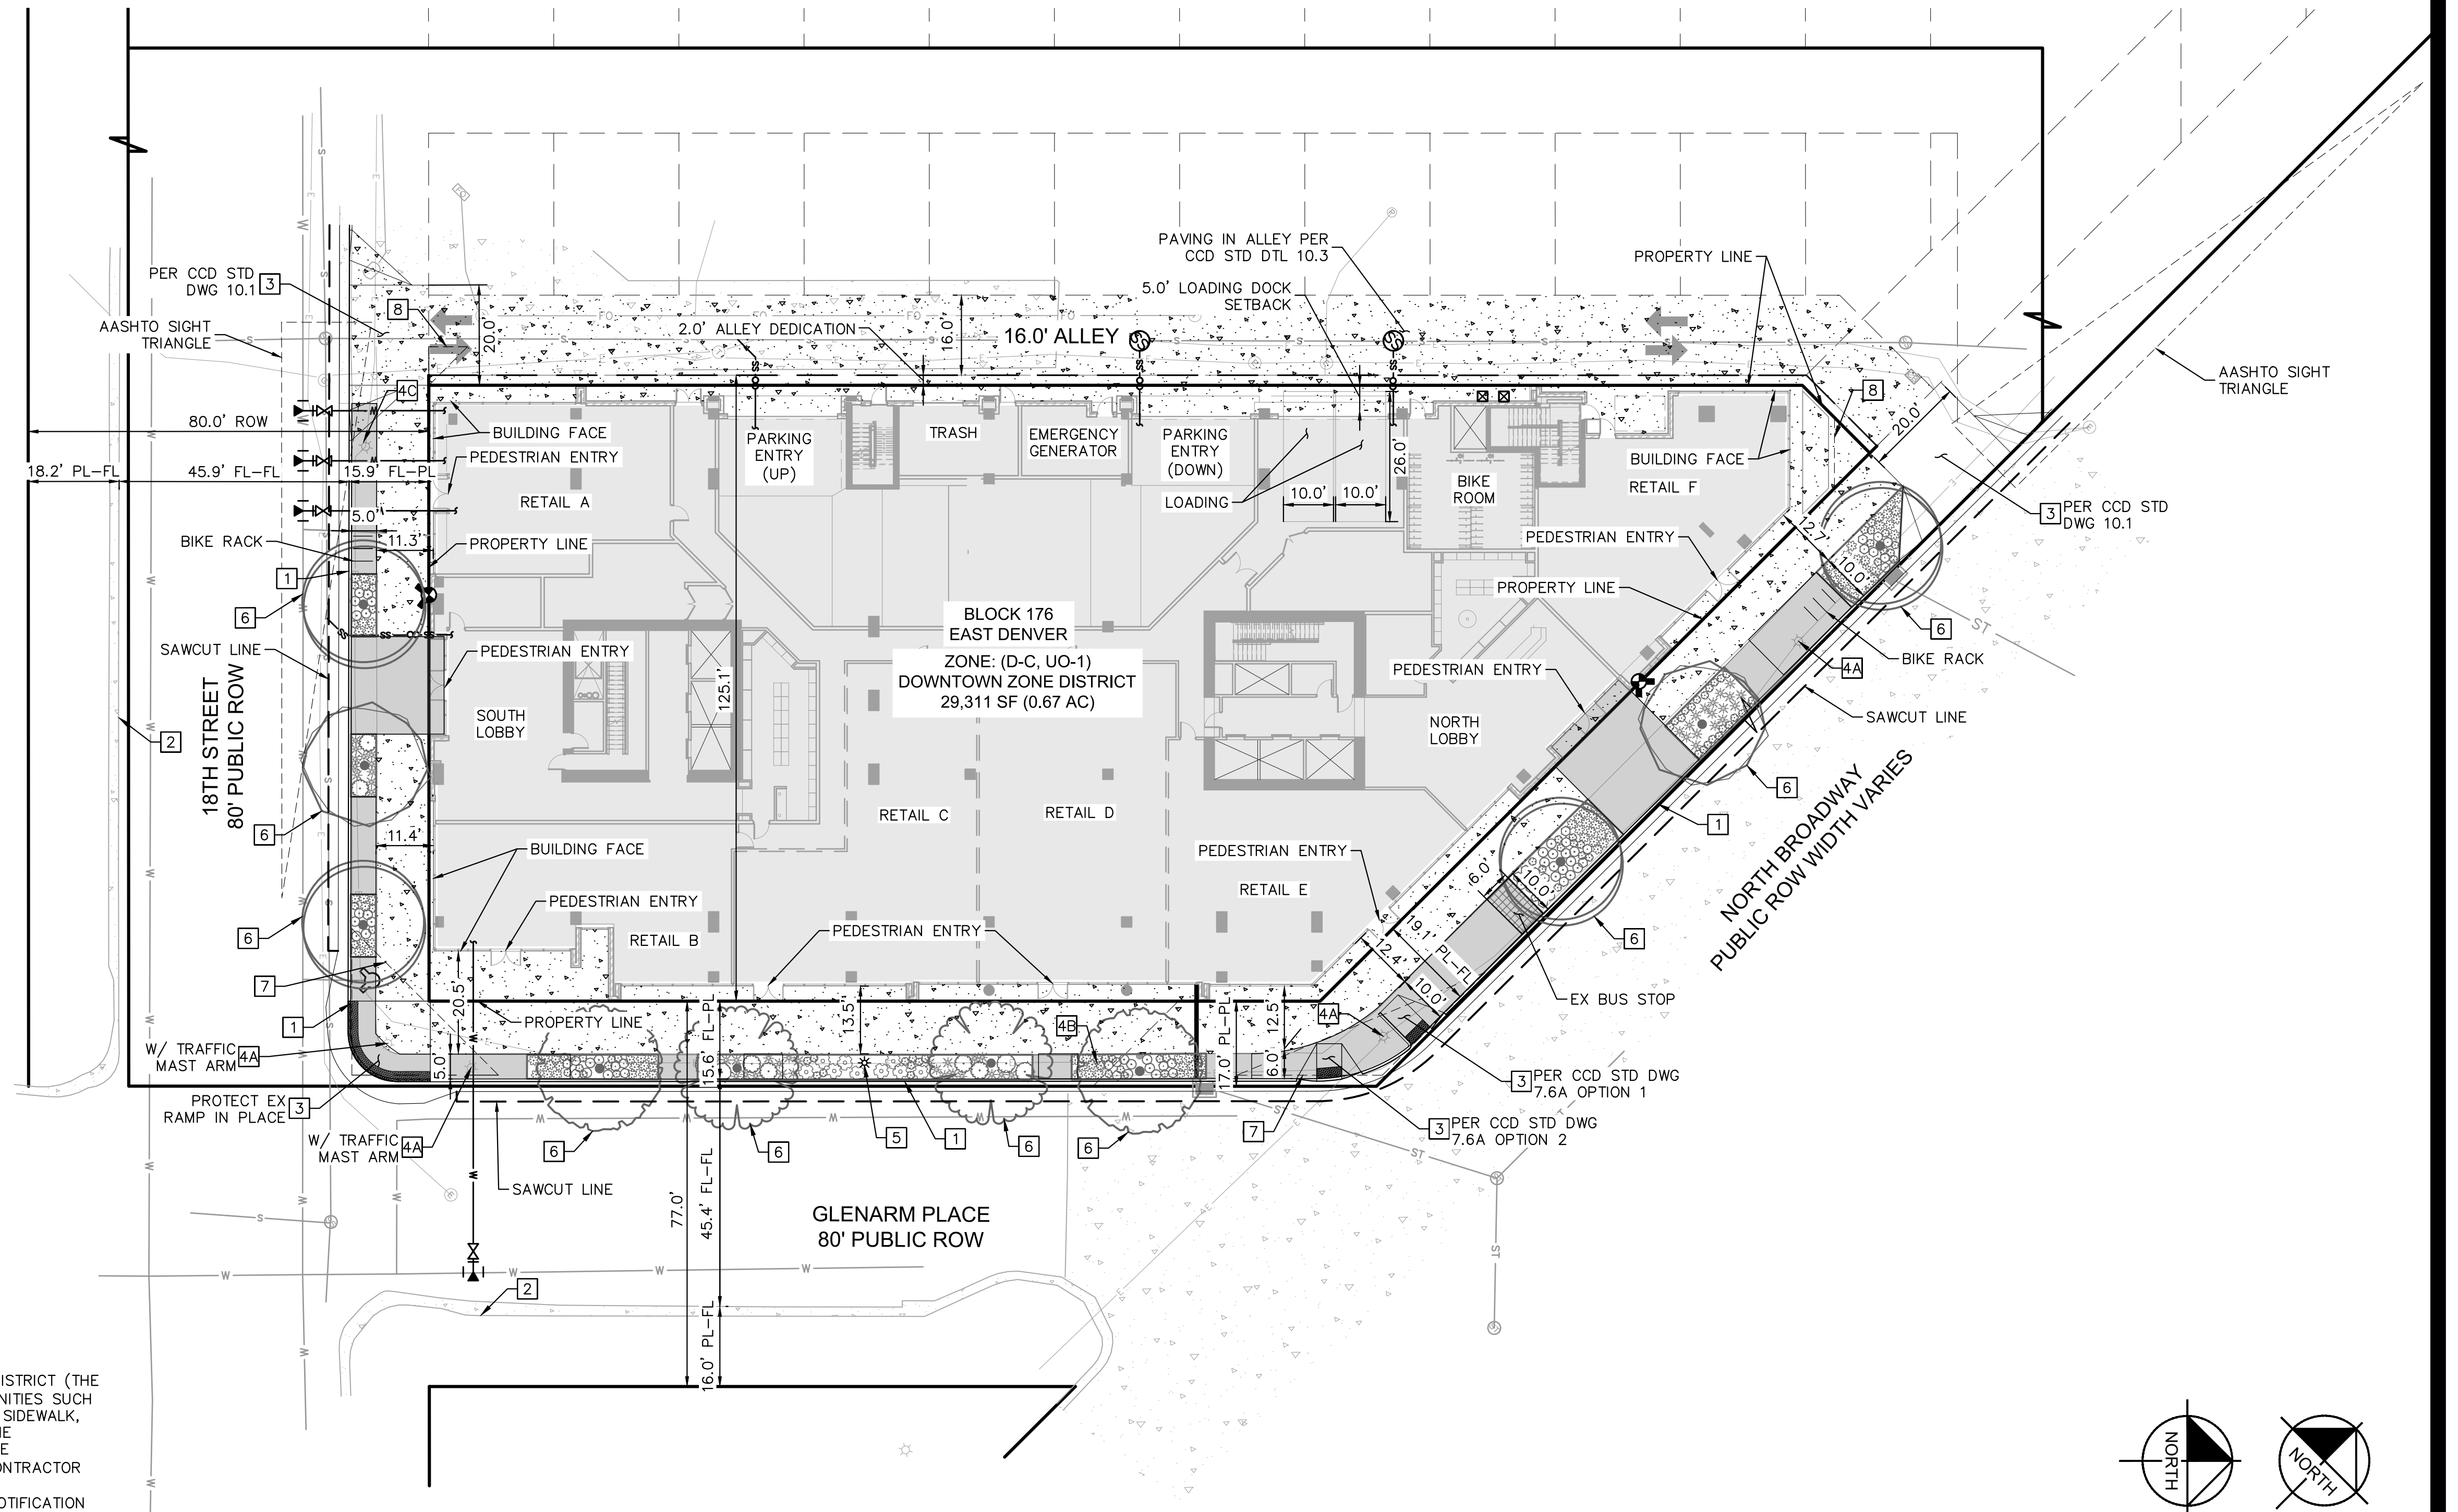 PAVING IN ALLEY PER
CCD STD DTL 10.3
5.0' LOADING DOCK
SETBACK
PROPERTY LINE
PER CCD STD
DWG 10.1
3
8
AASHTO SIGHT
TRIANGLE
20.0'
2.0' ALLEY DEDICATION
16.0'
16.0' ALLEY
SS
SS
AASHTO SIGHT
TRIANGLE
8
20.0'
4C
80.0' ROW
18.2' PL-FL
45.9' FL-FL
15.9' FL-PL
BUILDING FACE
PEDESTRIAN ENTRY
RETAIL A
PARKING
ENTRY
(UP)
TRASH
EMERGENCY
GENERATOR
PARKING
ENTRY
(DOWN)
LOADING
10.0'
10.0'
26.0'
BIKE
ROOM
BUILDING FACE
RETAIL F
3
PER CCD STD
DWG 10.1
5.0'
11.3'
BIKE RACK
PROPERTY LINE
1
6
PEDESTRIAN ENTRY
12.7'
10.0'
PROPERTY LINE
6
ST
BLOCK 176
EAST DENVER
ZONE: (D-C, UO-1)
DOWNTOWN ZONE DISTRICT
29,311 SF (0.67 AC)
125.1'
SAWCUT LINE
PEDESTRIAN ENTRY
PEDESTRIAN ENTRY
BIKE RACK
4A
SAWCUT LINE
18TH STREET
80' PUBLIC ROW
2
SOUTH
LOBBY
NORTH
LOBBY
6
6
11.4'
RETAIL C
RETAIL D
1
NORTH BROADWAY
PUBLIC ROW WIDTH VARIES
BUILDING FACE
PEDESTRIAN ENTRY
RETAIL E
6.0'
10.0'
6
PEDESTRIAN ENTRY
RETAIL B
PEDESTRIAN ENTRY
6
19.1' PL-FL
12.4'
10.0'
7
1
20.5'
PROPERTY LINE
13.5'
15.6' FL-PL
4B
17.0' PL-PL
12.5'
6.0'
4A
EX BUS STOP
W/ TRAFFIC
MAST ARM
4A
5.0'
PROTECT EX
RAMP IN PLACE
3
3
PER CCD STD DWG
7.6A OPTION 1
3
PER CCD STD DWG
7.6A OPTION 2
W/ TRAFFIC
MAST ARM
4A
6
6
5
1
6
6
7
ST
SAWCUT LINE
77.0'
45.4' FL-FL
GLENARM PLACE
80' PUBLIC ROW
2
ST
16.0' PL-FL
ISTRICT (THE
NITIES SUCH
SIDEWALK,
IE
E
ONTRACTOR
OTIFICATION
NORTH
NORTH